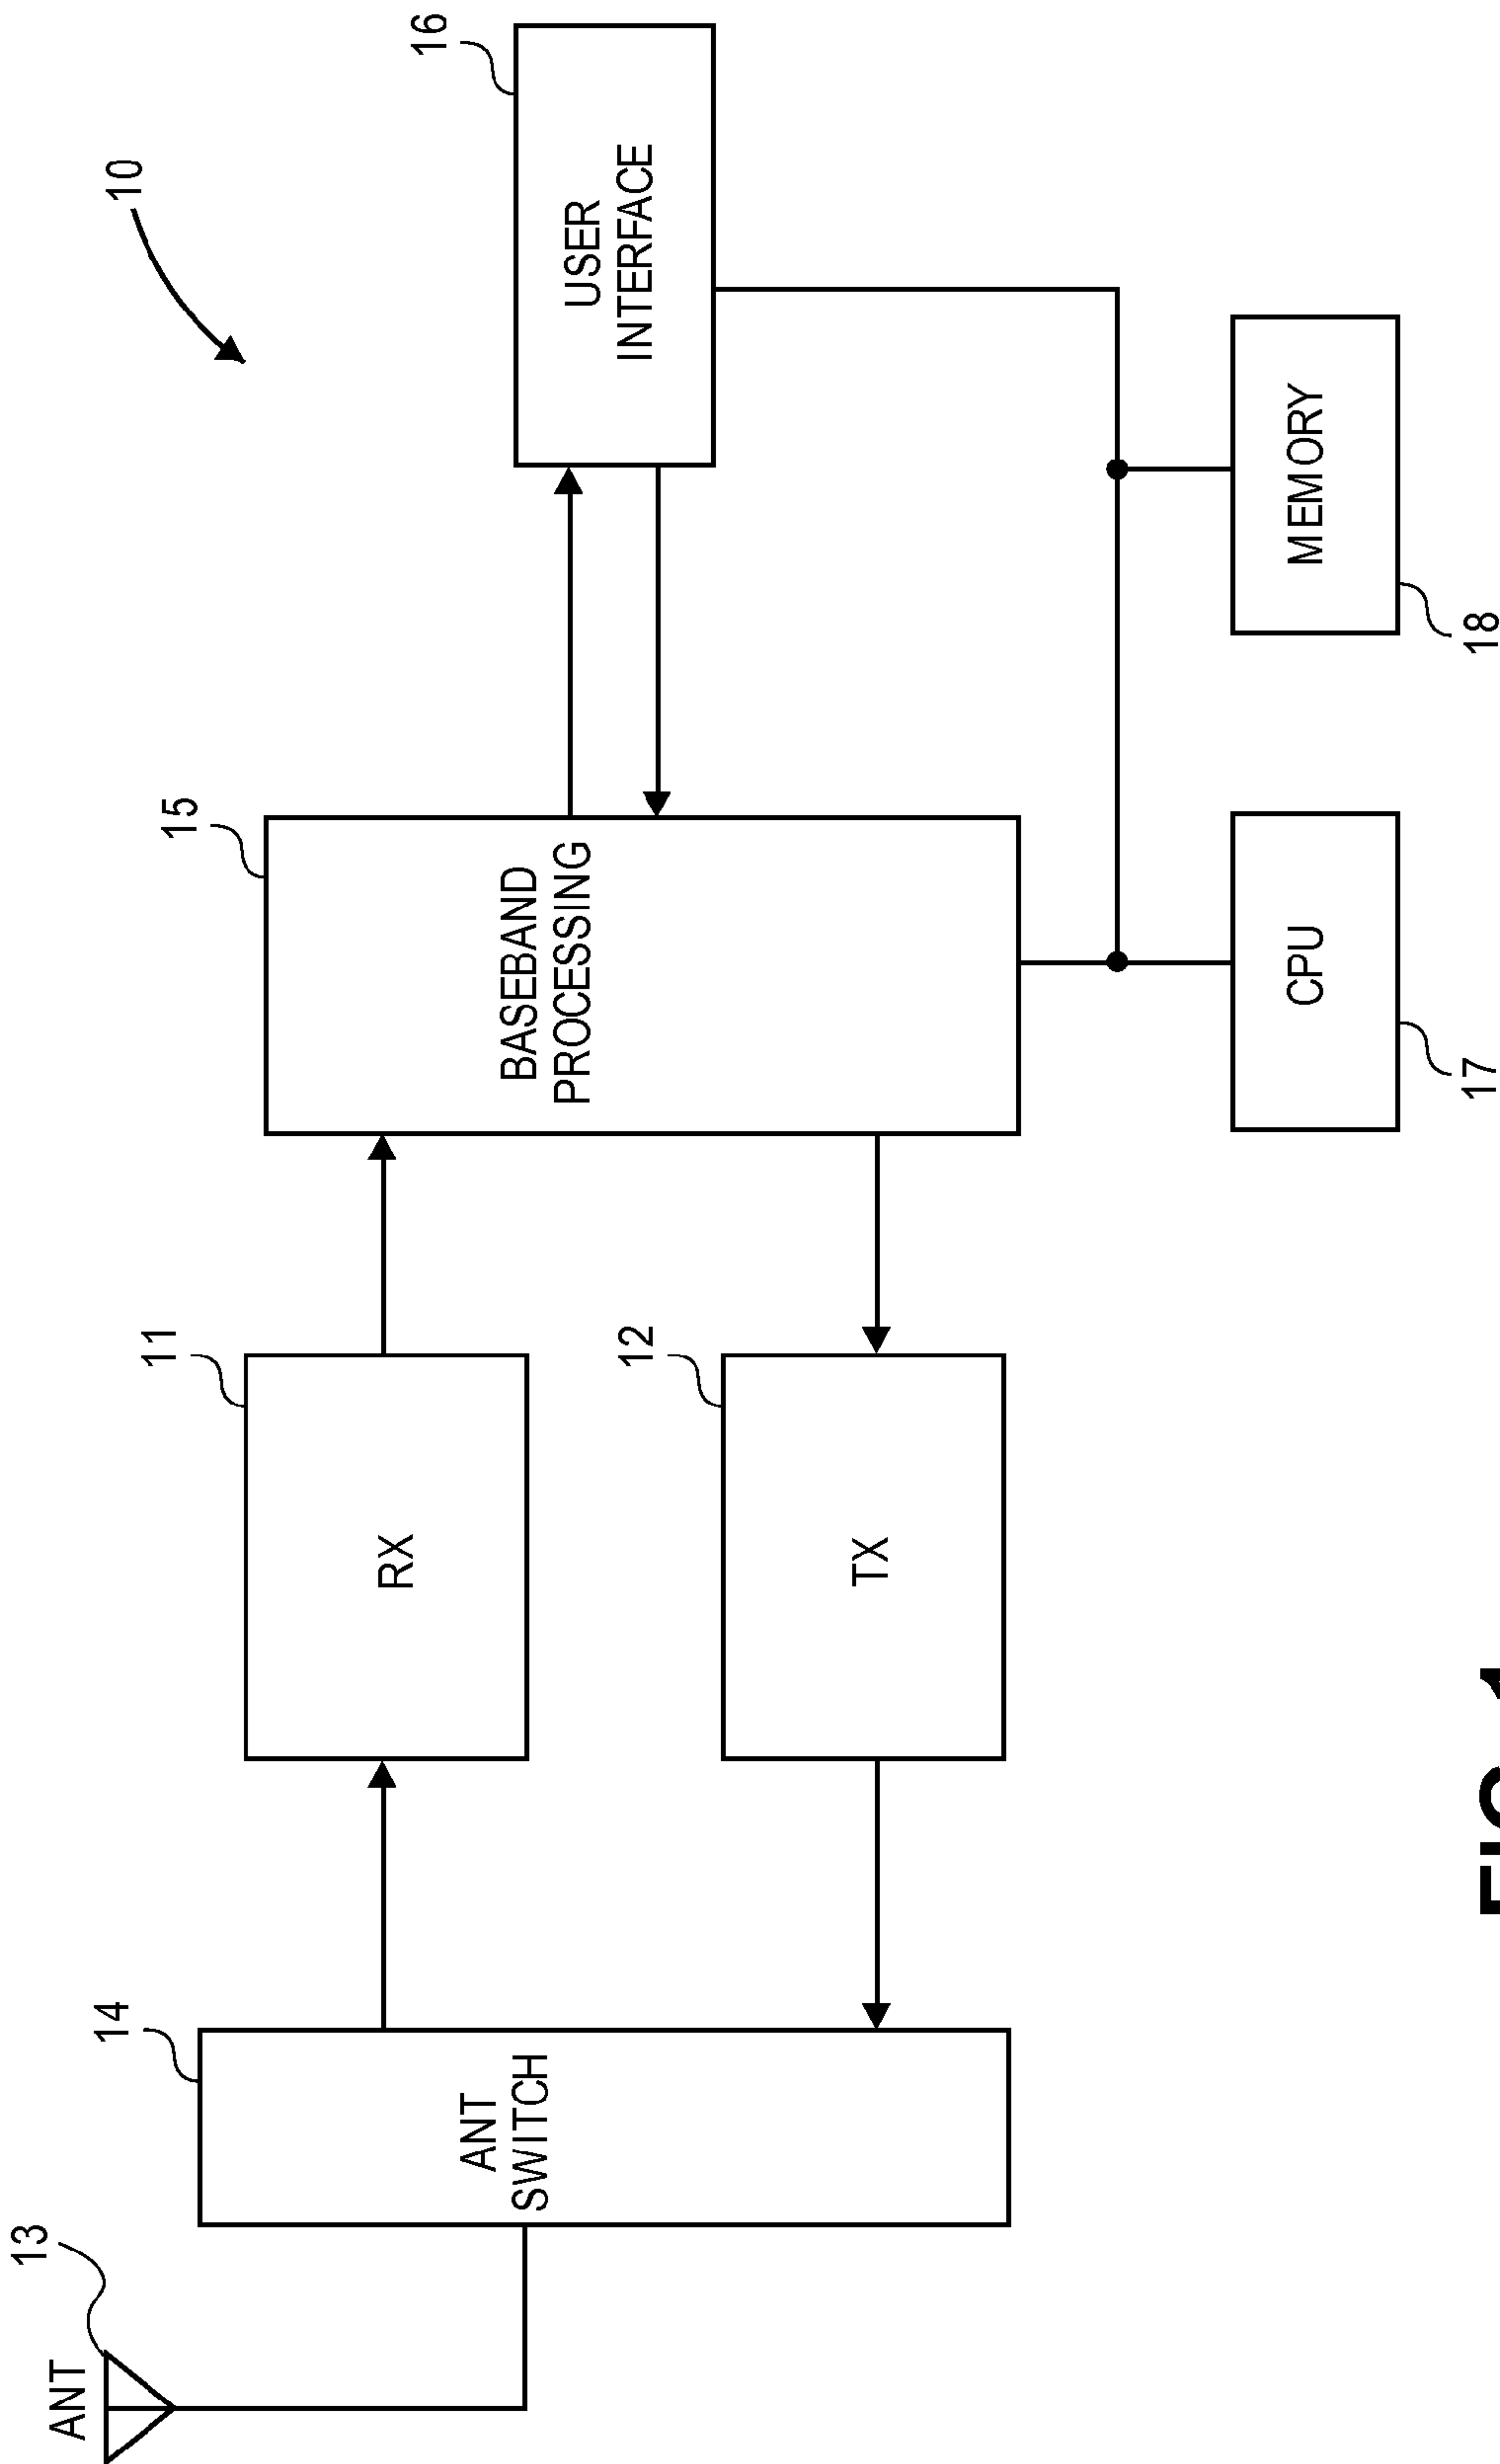 10
13
ANT
14
ANT
SWITCH
11
RX
12
TX
15
BASEBAND
PROCESSING
16
USER
INTERFACE
17
CPU
18
MEMORY